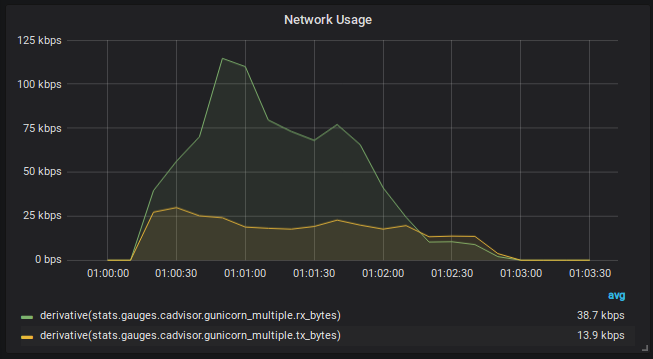 Network Usage
125 kbps
100 kbps
75 kbps
50 kbps
25 kbps
0 bps
01:00:00 01:00:30 01:01:00 01:01:30 01:02:00 01:02:30 01:03:00 01:03:30
avg
derivative(stats.gauges.cadvisor.gunicorn_multiple.rx_bytes) 38.7 kbps
derivative(stats.gauges.cadvisor.gunicorn_multiple.tx_bytes) 13.9 kbps